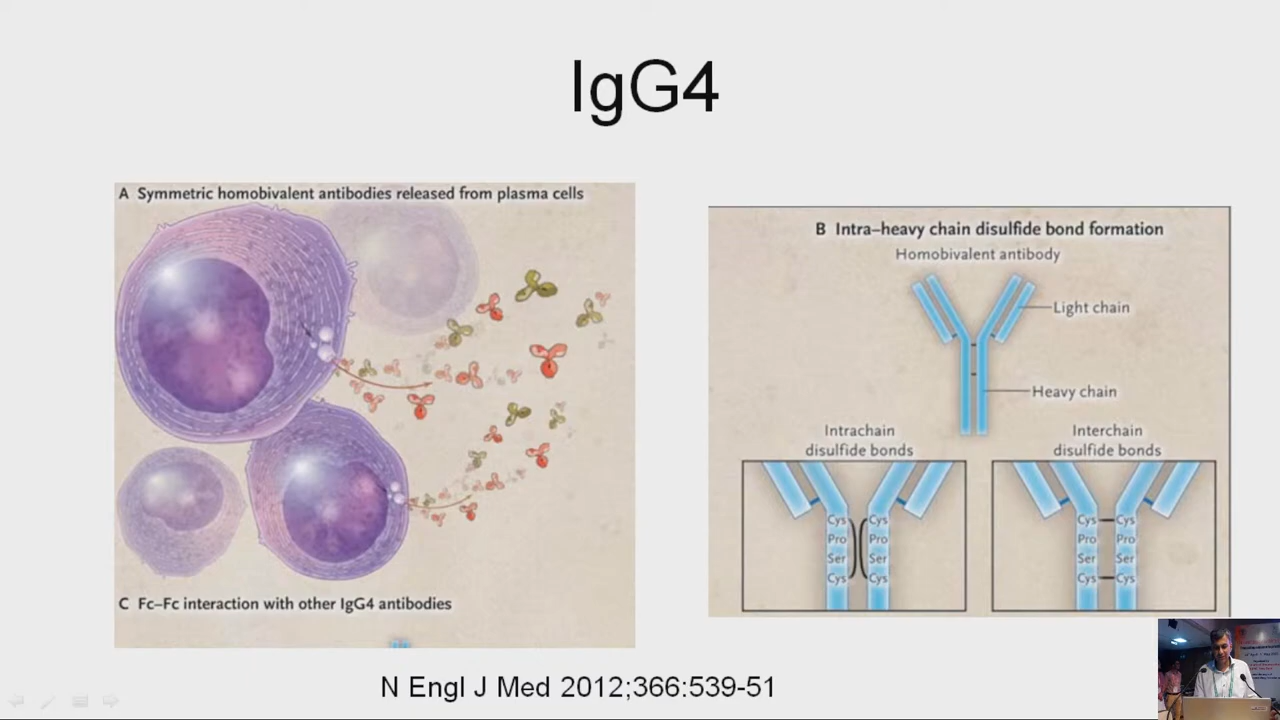 IgG4
A Symmetric homobivalent antibodies released from plasma cells
C Fc–Fc interaction with other IgG4 antibodies
B Intra–heavy chain disulfide bond formation
Homobivalent antibody
Light chain
Heavy chain
Intrachain
disulfide bonds
Cys Cys
Pro Pro
Ser Ser
Cys Cys
Interchain
disulfide bonds
Cys Cys
Pro Pro
Ser Ser
Cys Cys
N Engl J Med 2012;366:539-51